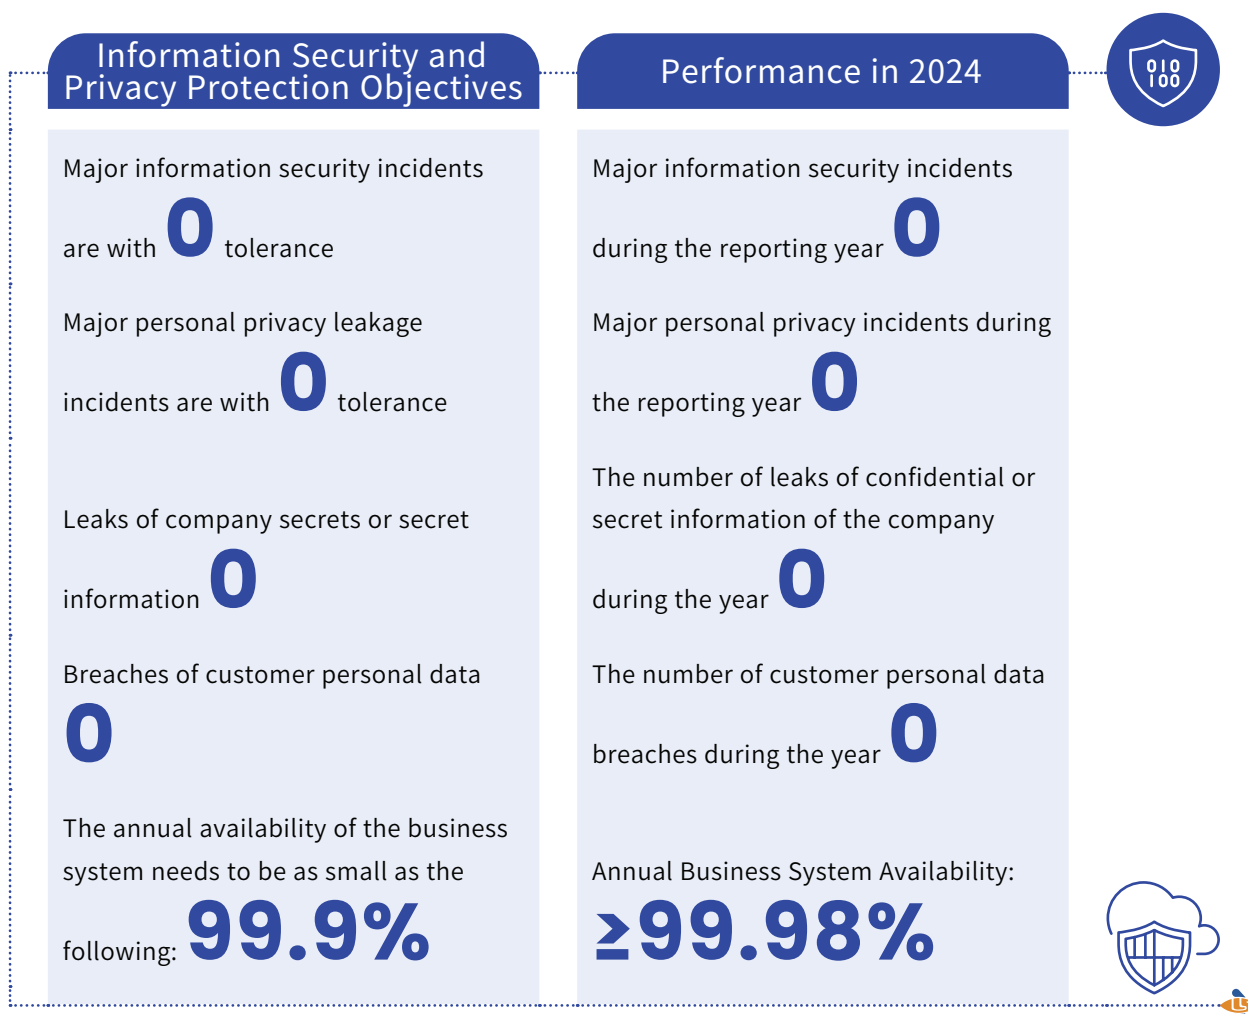 Information Security and
Privacy Protection Objectives
Performance in 2024
010
100
Major information security incidents
are with 0 tolerance
Major information security incidents
during the reporting year 0
Major personal privacy leakage
incidents are with 0 tolerance
Major personal privacy incidents during
the reporting year 0
Leaks of company secrets or secret
information 0
The number of leaks of confidential or
secret information of the company
during the year 0
Breaches of customer personal data
0
The number of customer personal data
breaches during the year 0
The annual availability of the business
system needs to be as small as the
following: 99.9%
Annual Business System Availability:
≥99.98%